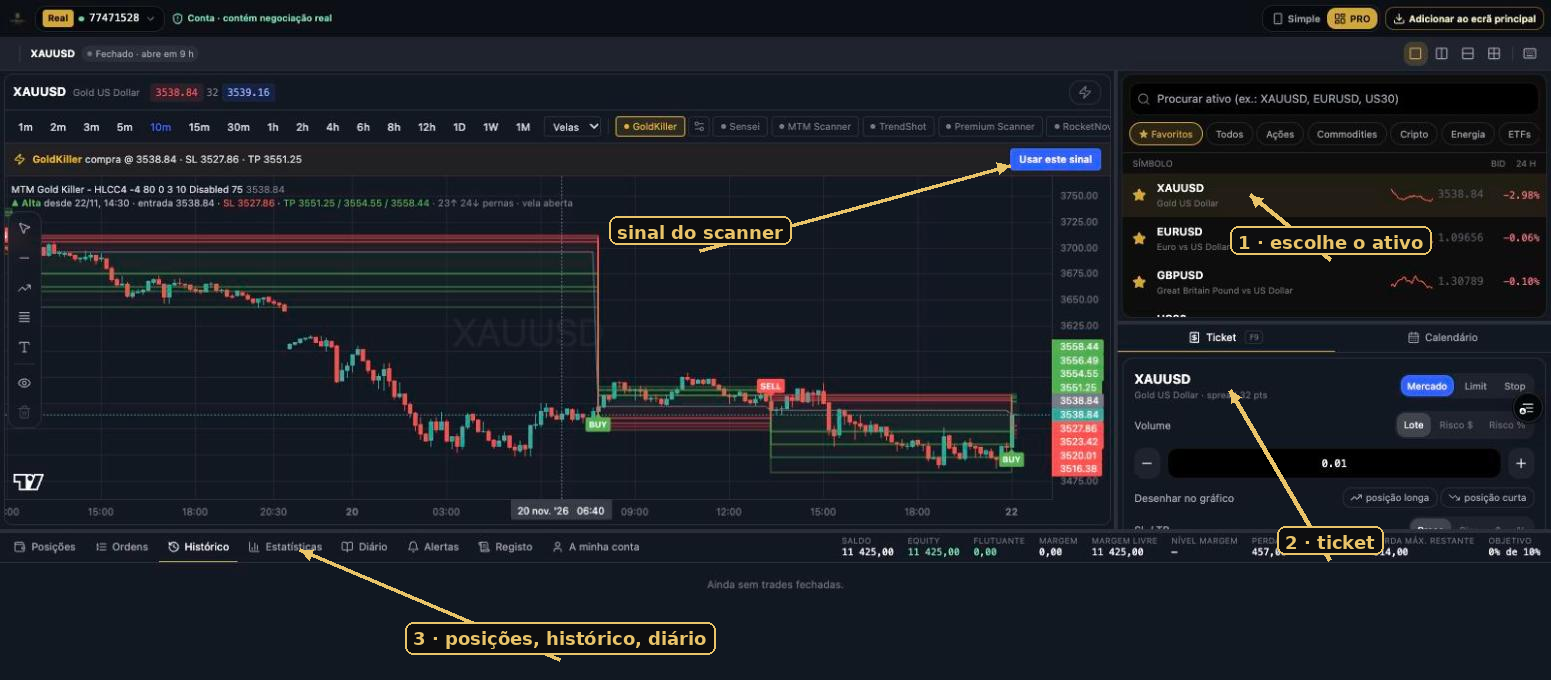 Real 77471528 Conta · contém negociação real Simple PRO Adicionar ao ecrã principal
XAUUSD Fechado · abre em 9 h
XAUUSD Gold US Dollar 3538.84 32 3539.16
1m 2m 3m 5m 10m 15m 30m 1h 2h 4h 6h 8h 12h 1D 1W 1M Velas GoldKiller Sensei MTM Scanner TrendShot Premium Scanner RocketNov
GoldKiller compra @ 3538.84 · SL 3527.86 · TP 3551.25 Usar este sinal
MTM Gold Killer - HLCC4 -4 80 0 3 10 Disabled 75 3538.84
▲ Alta desde 22/11, 14:30 · entrada 3538.84 · SL 3527.86 · TP 3551.25 / 3554.55 / 3558.44 · 23↑ 24↓ pernas · vela aberta
sinal do scanner
XAUUSD
SELL
BUY
BUY
3750.00
3725.00
3700.00
3675.00
3650.00
3625.00
3558.44
3556.49
3554.55
3551.25
3538.84
3538.84
3527.86
3523.42
3520.01
3516.38
3475.00
:00 15:00 18:00 20:30 20 03:00 20 nov. '26 06:40 09:00 12:00 15:00 18:00 22
Procurar ativo (ex.: XAUUSD, EURUSD, US30)
Favoritos Todos Ações Commodities Cripto Energia ETFs
SÍMBOLO BID 24 H
XAUUSD 3538.84 -2.98%
Gold US Dollar
1 · escolhe o ativo
EURUSD 1.09656 -0.06%
Euro vs US Dollar
GBPUSD 1.30789 -0.10%
Great Britain Pound vs US Dollar
Ticket F9 Calendário
XAUUSD Mercado Limit Stop
Gold US Dollar · spread 32 pts
Volume Lote Risco $ Risco %
− 0.01 +
Desenhar no gráfico posição longa posição curta
2 · ticket
Posições Ordens Histórico Estatísticas Diário Alertas Registo A minha conta
SALDO EQUITY FLUTUANTE MARGEM MARGEM LIVRE NÍVEL MARGEM OBJETIVO
11 425,00 11 425,00 0,00 0,00 11 425,00 – 0% de 10%
Ainda sem trades fechadas.
3 · posições, histórico, diário